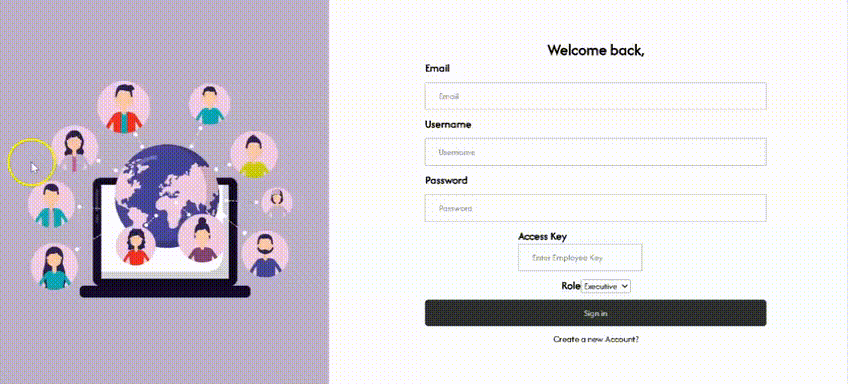 Welcome back,
Email
Email
Username
Username
Password
Password
Access Key
Enter Employee Key
Role Executive
Sign in
Create a new Account?